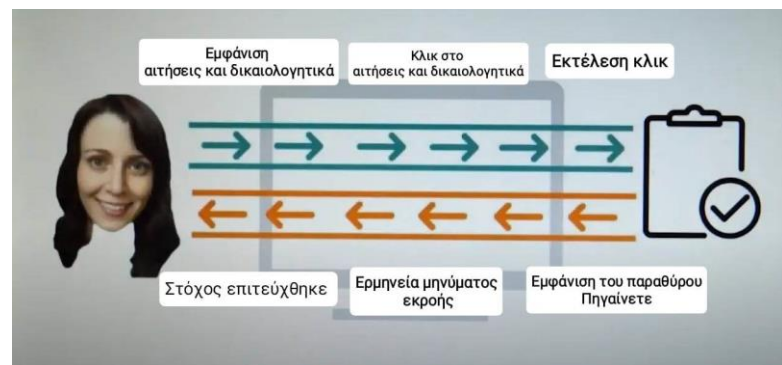 Εμφάνιση
αιτήσεις και δικαιολογητικά
Κλικ στο
αιτήσεις και δικαιολογητικά
Εκτέλεση κλικ
Στόχος επιτεύχθηκε
Ερμηνεία μηνύματος
εκροής
Εμφάνιση του παραθύρου
Πηγαίνετε